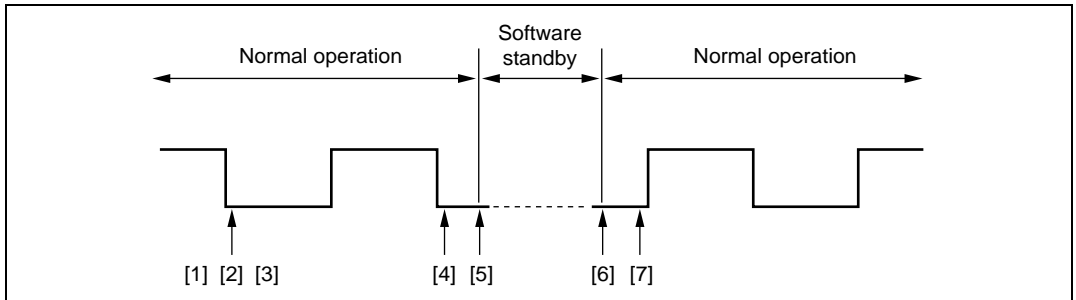 Software
standby
Normal operation
Normal operation
[1] [2] [3]
[4] [5]
[6] [7]